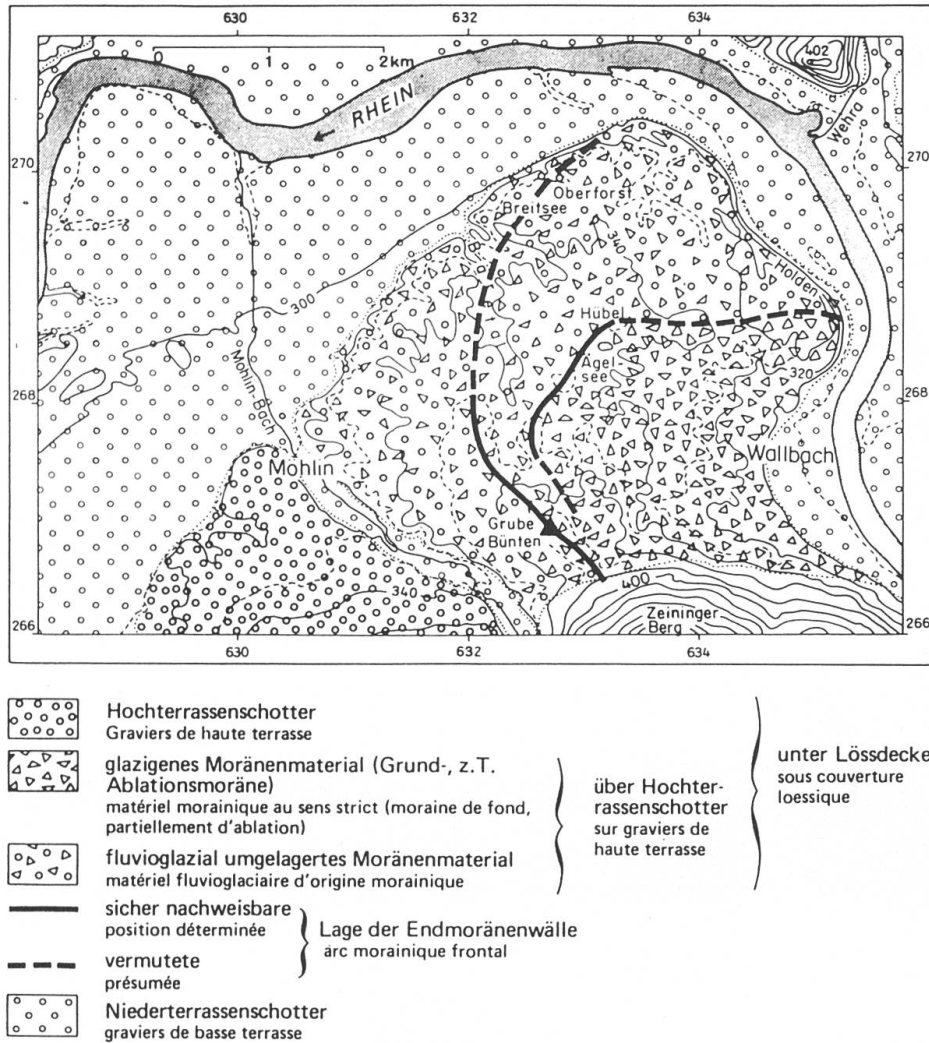 630
632
634
0
1
2km
402
← RHEIN
Wehra
270
270
Oberforst
Breitsee
340
Holder
300
Hübel
Agel-
see
320
268
268
Möhlin Bach
Möhlin
Wallbach
Grube
Bünten
400
340
Zeininger
Berg
266
266
630
632
634
Hochterrassenschotter
Graviers de haute terrasse
glazigenes Moränenmaterial (Grund-, z.T.
Ablationsmoräne)
matériel morainique au sens strict (moraine de fond,
partiellement d'ablation)
fluvioglazial umgelagertes Moränenmaterial
matériel fluvioglaciaire d'origine morainique
über Hochter-
rassenschotter
sur graviers de
haute terrasse
unter Lössdecke
sous couverture
loessique
sicher nachweisbare
position déterminée
vermutete
présumée
Lage der Endmoränenwälle
arc morainique frontal
Niederterrassenschotter
graviers de basse terrasse